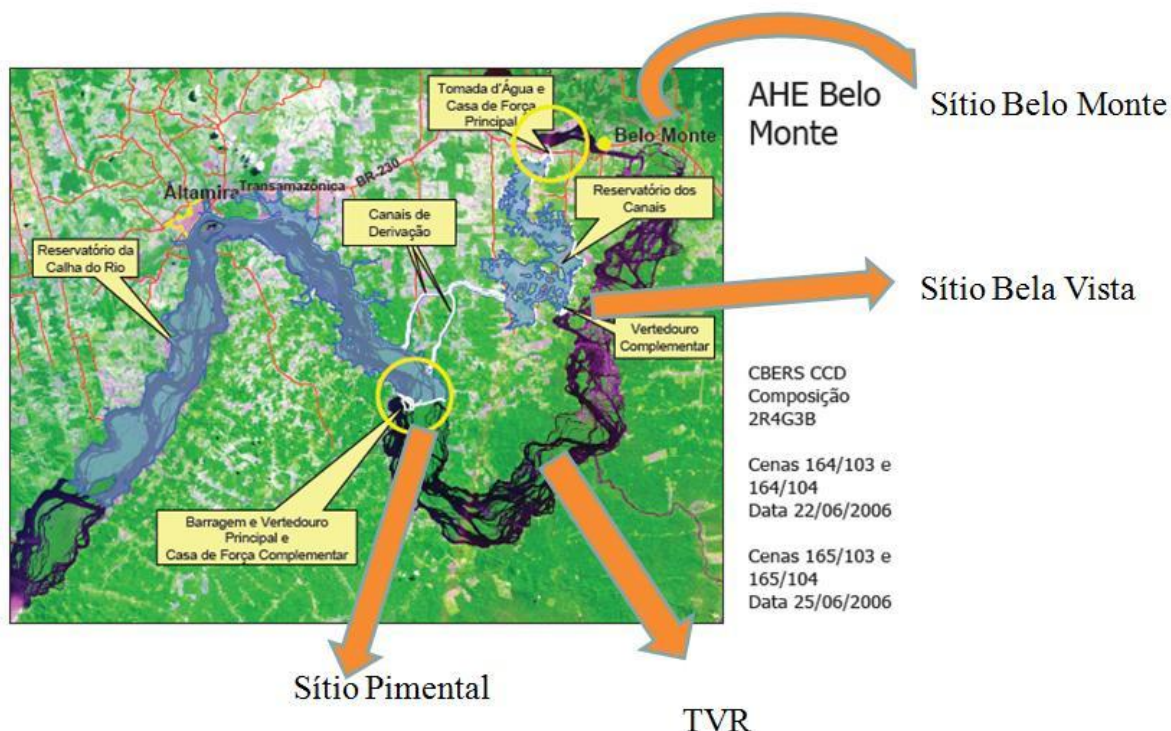 Tomada d'Água e
Casa de Força
Principal
AHE Belo
Monte
Sítio Belo Monte
Belo Monte
BR-230
Transamazônica
Altamira
Canais de
Derivação
Reservatório dos
Canais
Reservatório da
Calha do Rio
Sítio Bela Vista
Vertedouro
Complementar
CBERS CCD
Composição
2R4G3B
Cenas 164/103 e
164/104
Data 22/06/2006
Cenas 165/103 e
165/104
Data 25/06/2006
Barragem e Vertedouro
Principal e
Casa de Força Complementar
Sítio Pimental
TVR